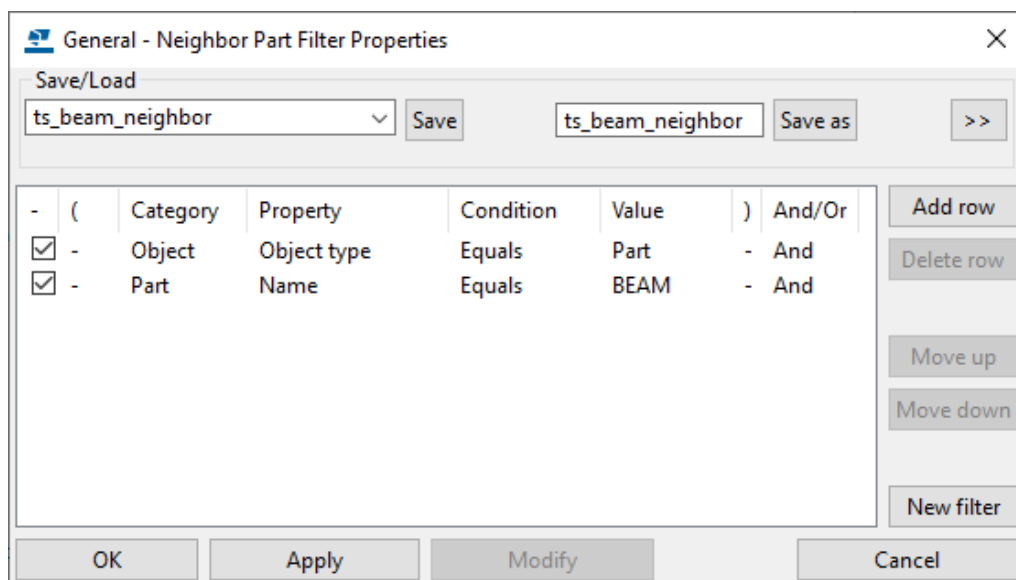 General - Neighbor Part Filter Properties
Save/Load
ts_beam_neighbor Save ts_beam_neighbor Save as >>
- ( Category Property Condition Value ) And/Or
- Object Object type Equals Part - And
- Part Name Equals BEAM - And
Add row
Delete row
Move up
Move down
New filter
OK Apply Modify Cancel